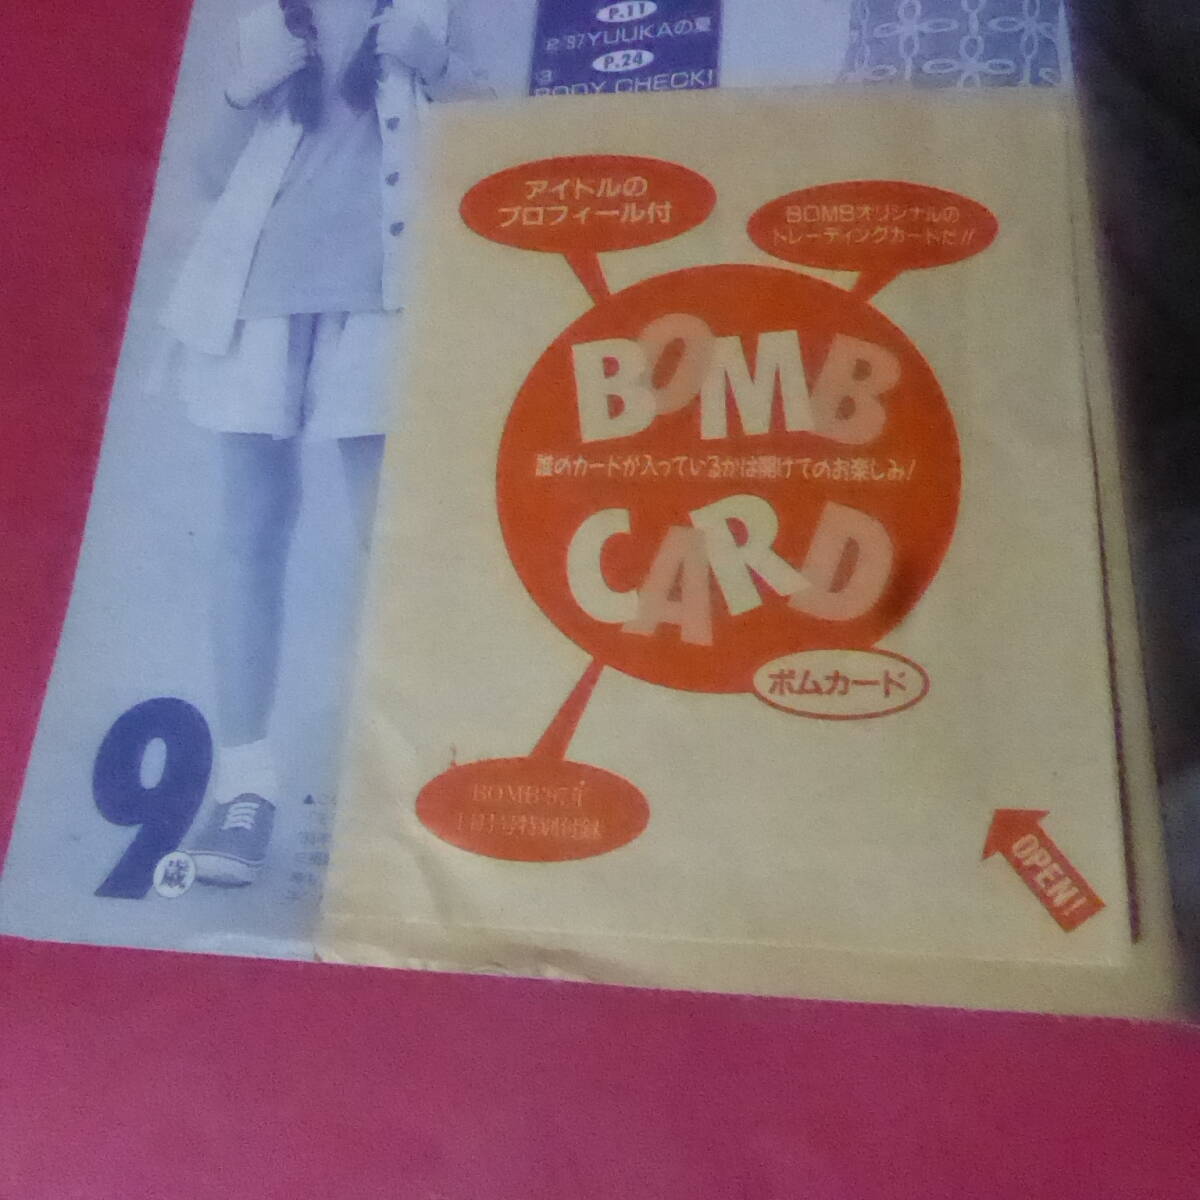 P.11
2 '97YUUKAの夏
P.24
3
BODY CHECK!
アイドルの
プロフィール付
BOMBオリジナルの
トレーディングカードだ!!
BOMB
誰のカードが入っているかは開けてのお楽しみ!
CARD
ボムカード
BOMB '97年
特別付録
OPEN!
9
歳